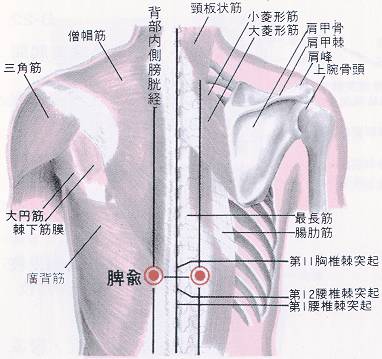 僧帽筋
三角筋
大円筋
棘下筋膜
廣背筋
背部内側膀胱経
脾兪
頸板状筋
小菱形筋
大菱形筋
肩甲骨
肩甲棘
肩峰
上腕骨頭
最長筋
腸肋筋
第11胸椎棘突起
第12腰椎棘突起
第1腰椎棘突起